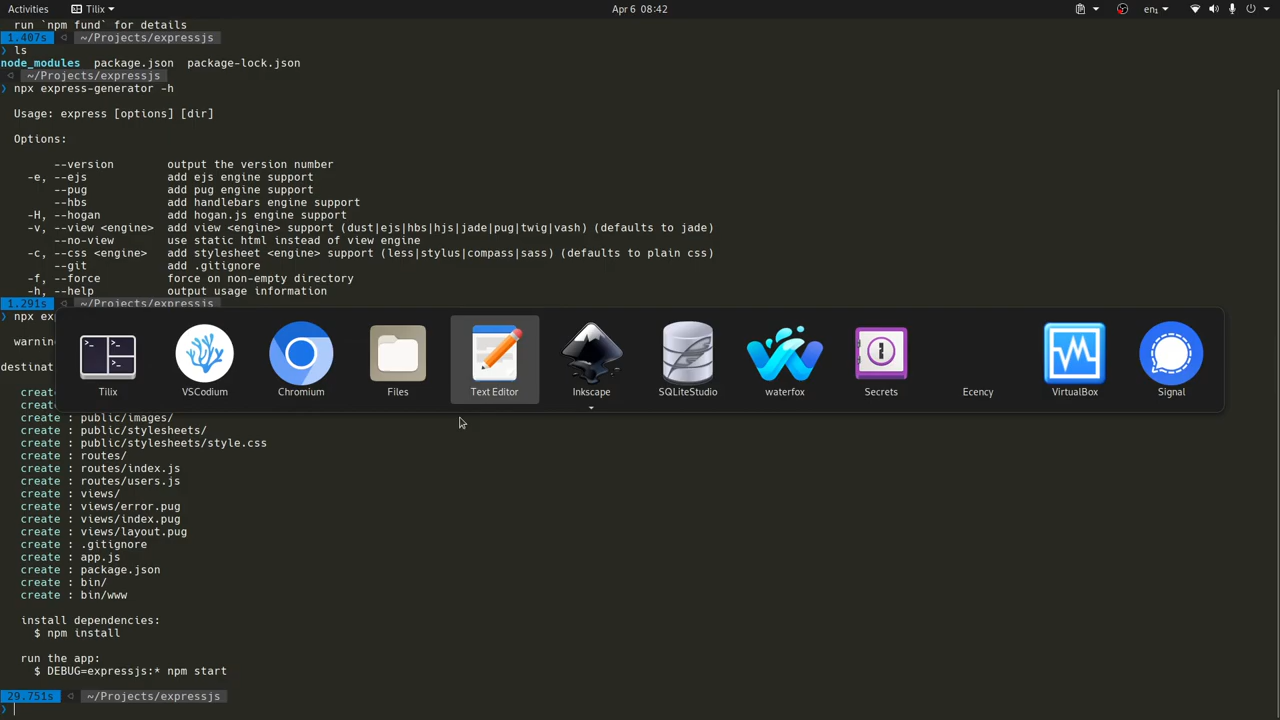 Activities Tilix Apr 6 08:42 en₁
run `npm fund` for details
1.407s ~/Projects/expressjs
❯ ls
node_modules package.json package-lock.json
~/Projects/expressjs
❯ npx express-generator -h
Usage: express [options] [dir]
Options:
--version output the version number
-e, --ejs add ejs engine support
--pug add pug engine support
--hbs add handlebars engine support
-H, --hogan add hogan.js engine support
-v, --view <engine> add view <engine> support (dust|ejs|hbs|hjs|jade|pug|twig|vash) (defaults to jade)
--no-view use static html instead of view engine
-c, --css <engine> add stylesheet <engine> support (less|stylus|compass|sass) (defaults to plain css)
--git add .gitignore
-f, --force force on non-empty directory
-h, --help output usage information
1.291s ~/Projects/expressjs
❯ npx
Tilix VSCodium Chromium Files Text Editor Inkscape SQLiteStudio waterfox Secrets Ecency VirtualBox Signal
create : public/images/
create : public/stylesheets/
create : public/stylesheets/style.css
create : routes/
create : routes/index.js
create : routes/users.js
create : views/
create : views/error.pug
create : views/index.pug
create : views/layout.pug
create : .gitignore
create : app.js
create : package.json
create : bin/
create : bin/www
install dependencies:
$ npm install
run the app:
$ DEBUG=expressjs:* npm start
29.751s ~/Projects/expressjs
❯